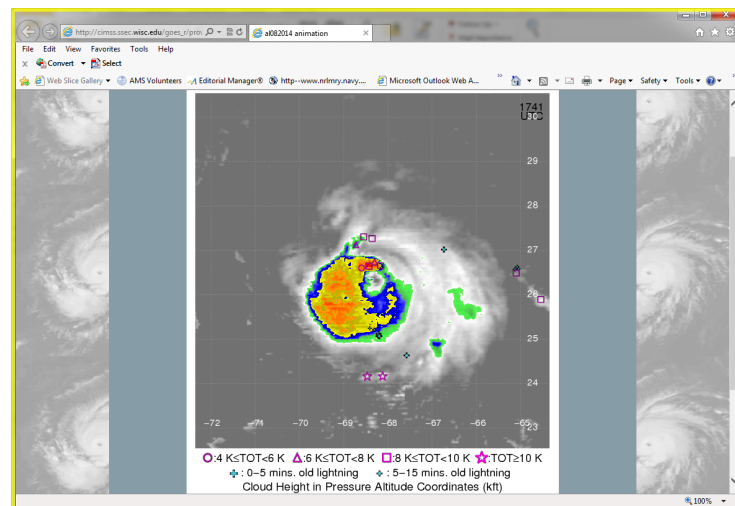 http://cimss.ssec.wisc.edu/goes_r/prov
al082014 animation
File Edit View Favorites Tools Help
x Convert Select
Web Slice Gallery AMS Volunteers Editorial Manager® http--www.nrlmry.navy.... Microsoft Outlook Web A... » Page Safety Tools
1741
UTC
30
29
28
27
26
25
24
-72 -71 -70 -69 -68 -67 -66 -65 23
:4 K≤TOT<6 K :6 K≤TOT<8 K :8 K≤TOT<10 K :TOT≥10 K
: 0-5 mins. old lightning : 5-15 mins. old lightning
Cloud Height in Pressure Altitude Coordinates (kft)
100%